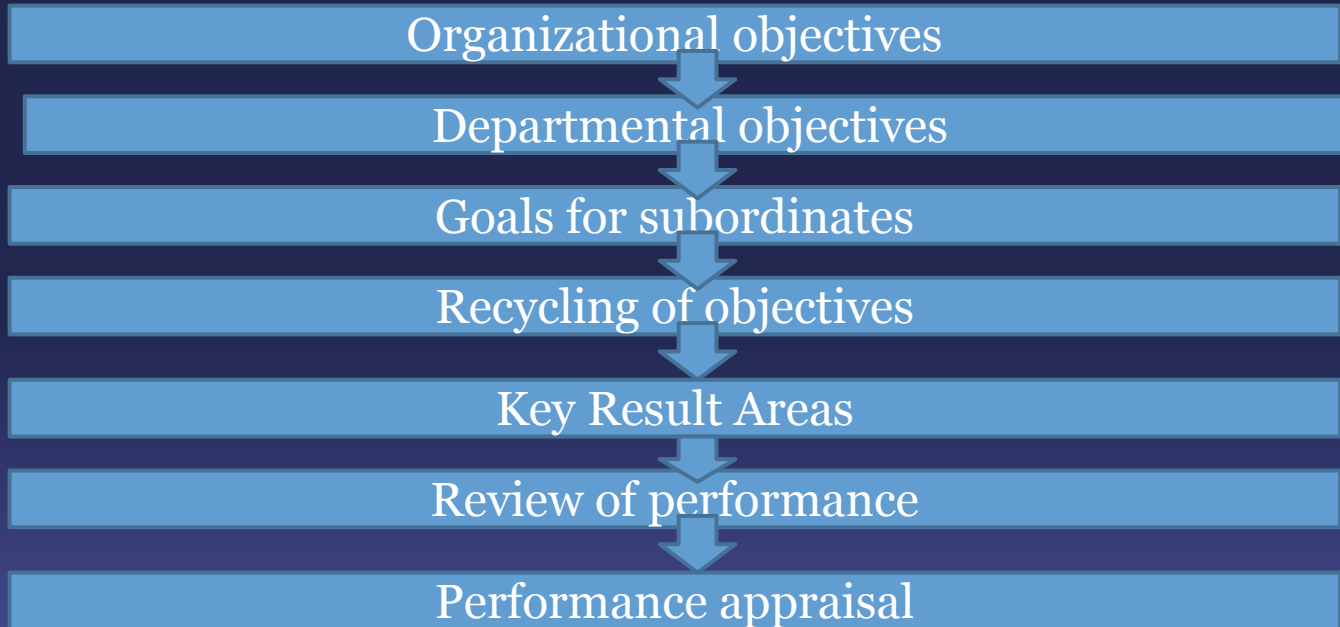 Organizational objectives
Departmental objectives
Goals for subordinates
Recycling of objectives
Key Result Areas
Review of performance
Performance appraisal